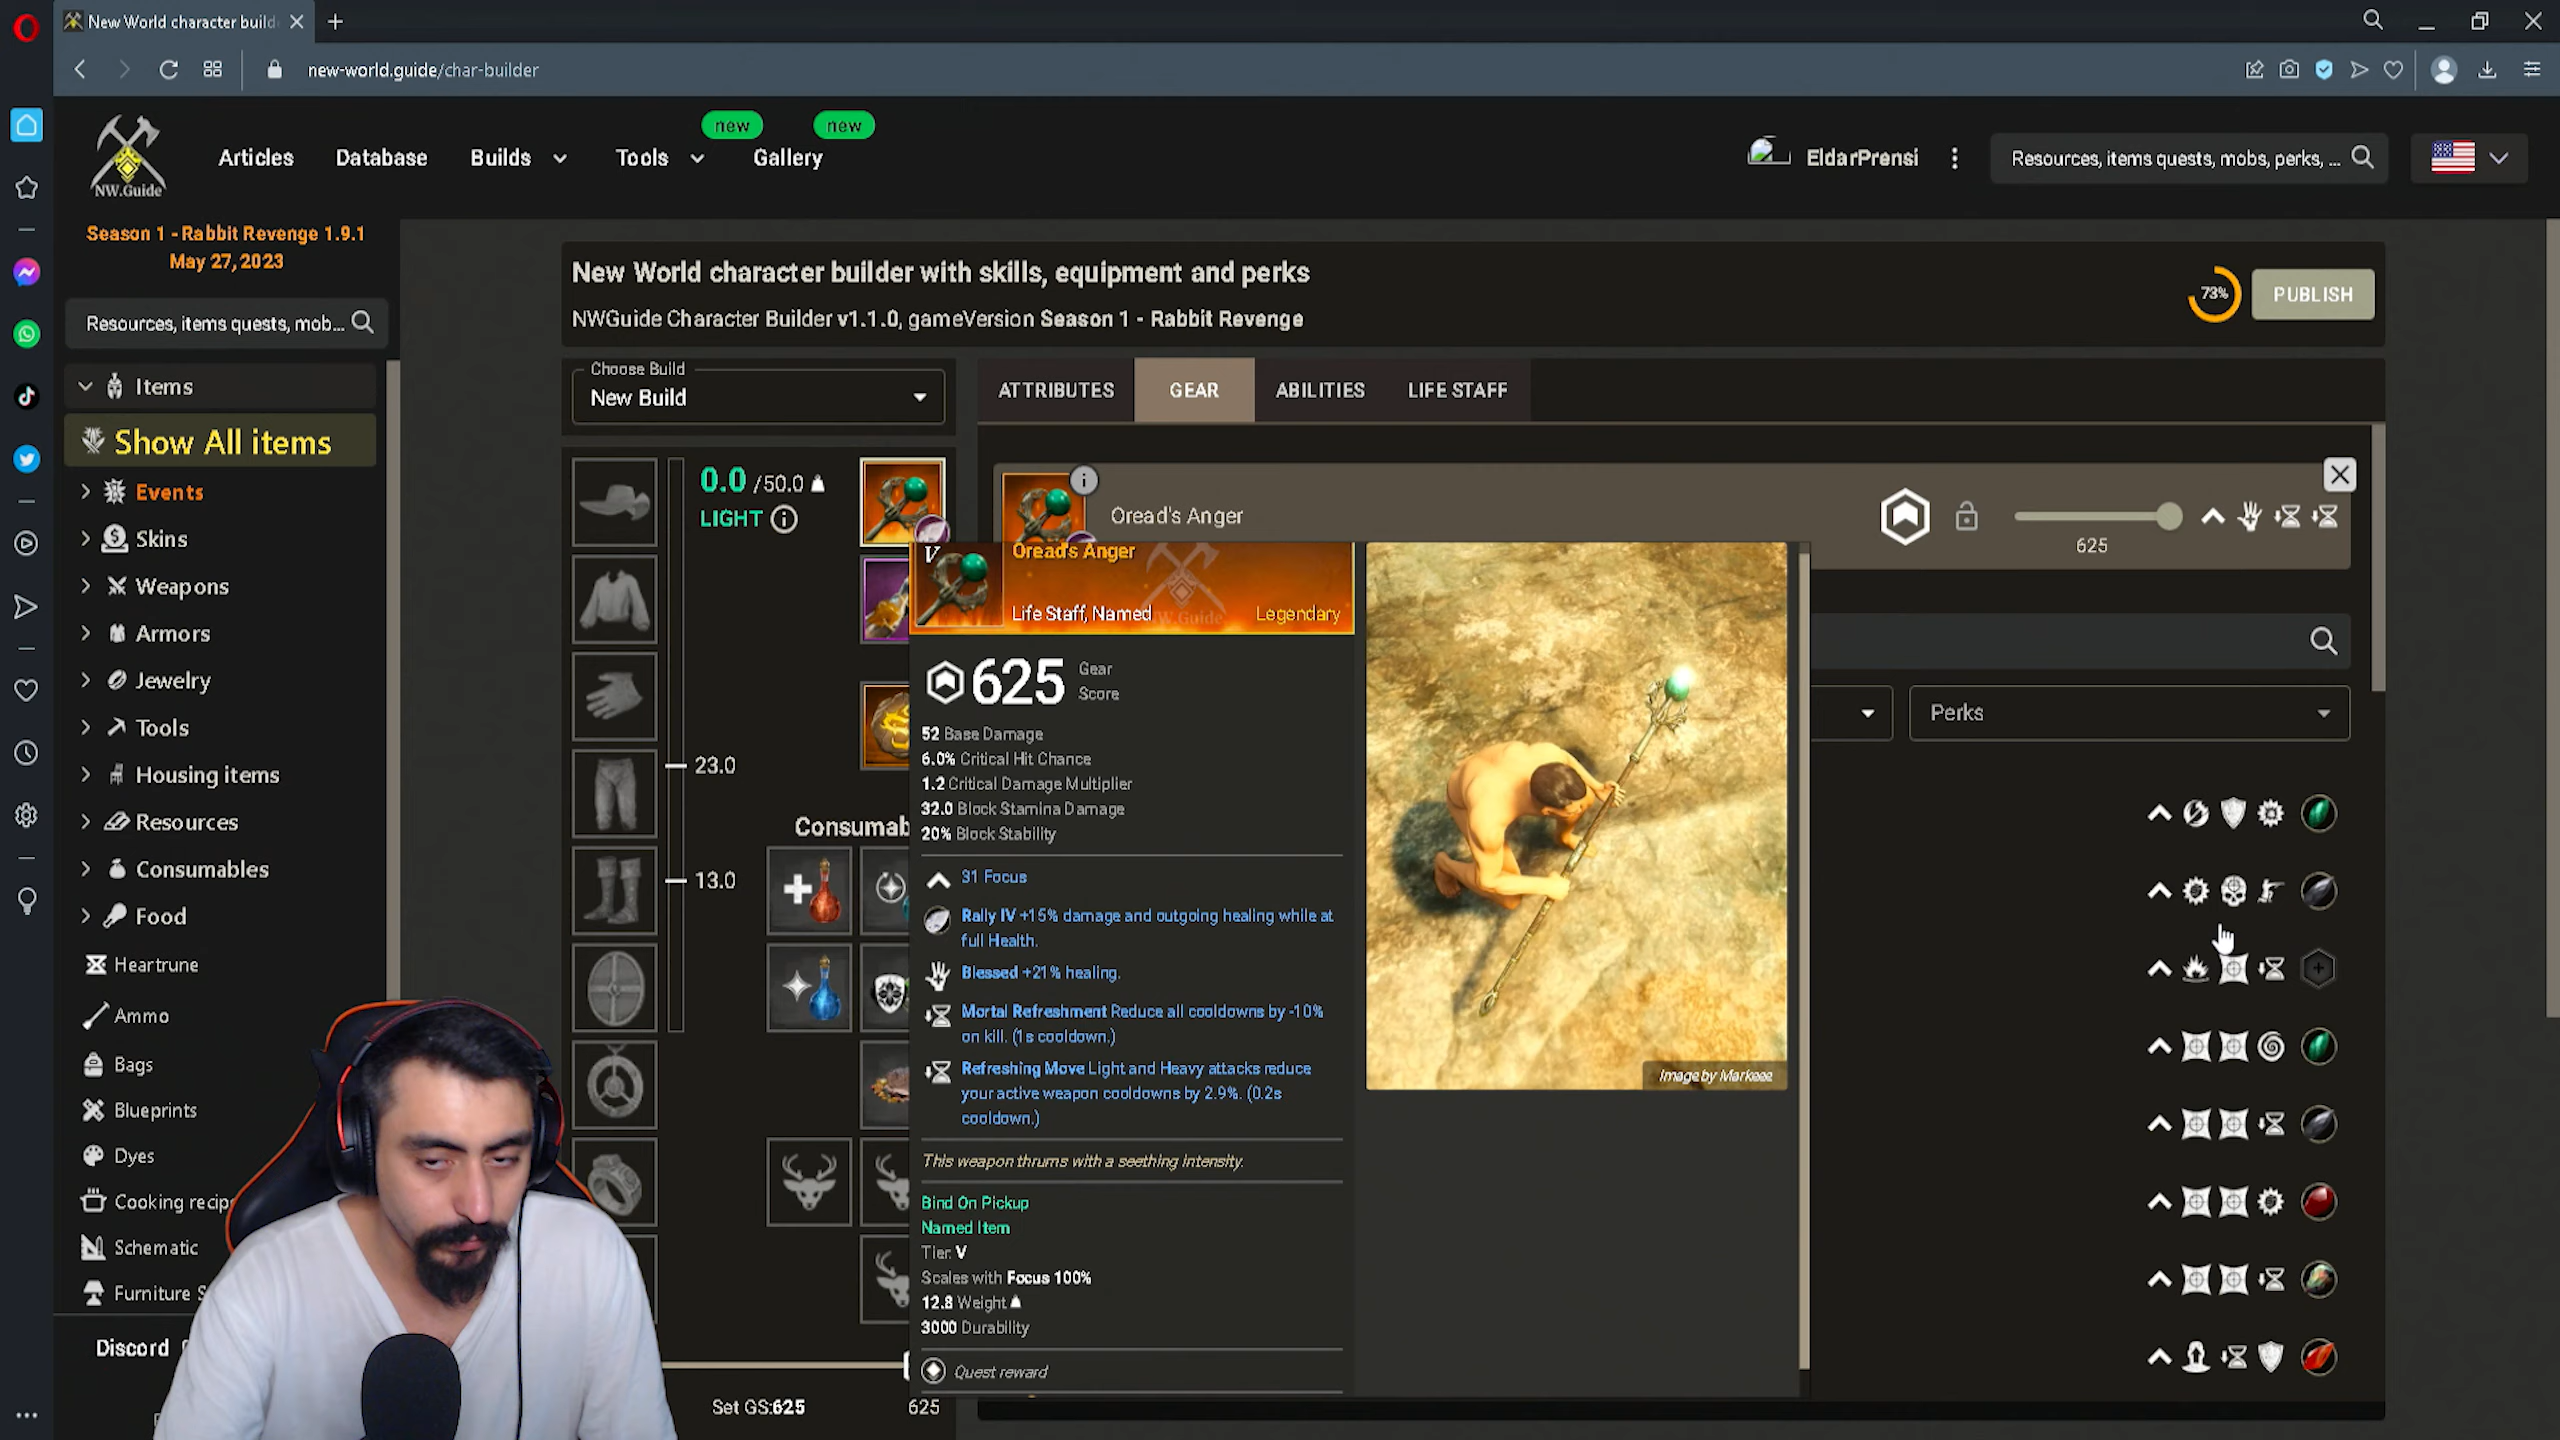 New World character build
new-world.guide/char-builder
new
new
NW.Guide
Articles
Database
Builds
Tools
Gallery
EldarPrensi
Resources, items quests, mobs, perks, ...
Season 1 - Rabbit Revenge 1.9.1
May 27, 2023
Resources, items quests, mob...
Items
Show All items
Events
Skins
Weapons
Armors
Jewelry
Tools
Housing items
Resources
Consumables
Food
Heartrune
Ammo
Bags
Blueprints
Dyes
Cooking recip
Schematic
Furniture S
Discord
New World character builder with skills, equipment and perks
NWGuide Character Builder v1.1.0, gameVersion Season 1 - Rabbit Revenge
73%
PUBLISH
Choose Build
New Build
ATTRIBUTES
GEAR
ABILITIES
LIFE STAFF
0.0 /50.0
LIGHT
23.0
13.0
Consumab
Set GS:625
625
Oread's Anger
625
Perks
V
Oread's Anger
Life Staff, Named
Legendary
625 Gear Score
52 Base Damage
6.0% Critical Hit Chance
1.2 Critical Damage Multiplier
32.0 Block Stamina Damage
20% Block Stability
31 Focus
Rally IV +15% damage and outgoing healing while at
full Health.
Blessed +21% healing.
Mortal Refreshment Reduce all cooldowns by -10%
on kill. (1s cooldown.)
Refreshing Move Light and Heavy attacks reduce
your active weapon cooldowns by 2.9%. (0.2s
cooldown.)
This weapon thrums with a seething intensity.
Bind On Pickup
Named Item
Tier: V
Scales with Focus 100%
12.8 Weight
3000 Durability
Quest reward
Image by Markeee